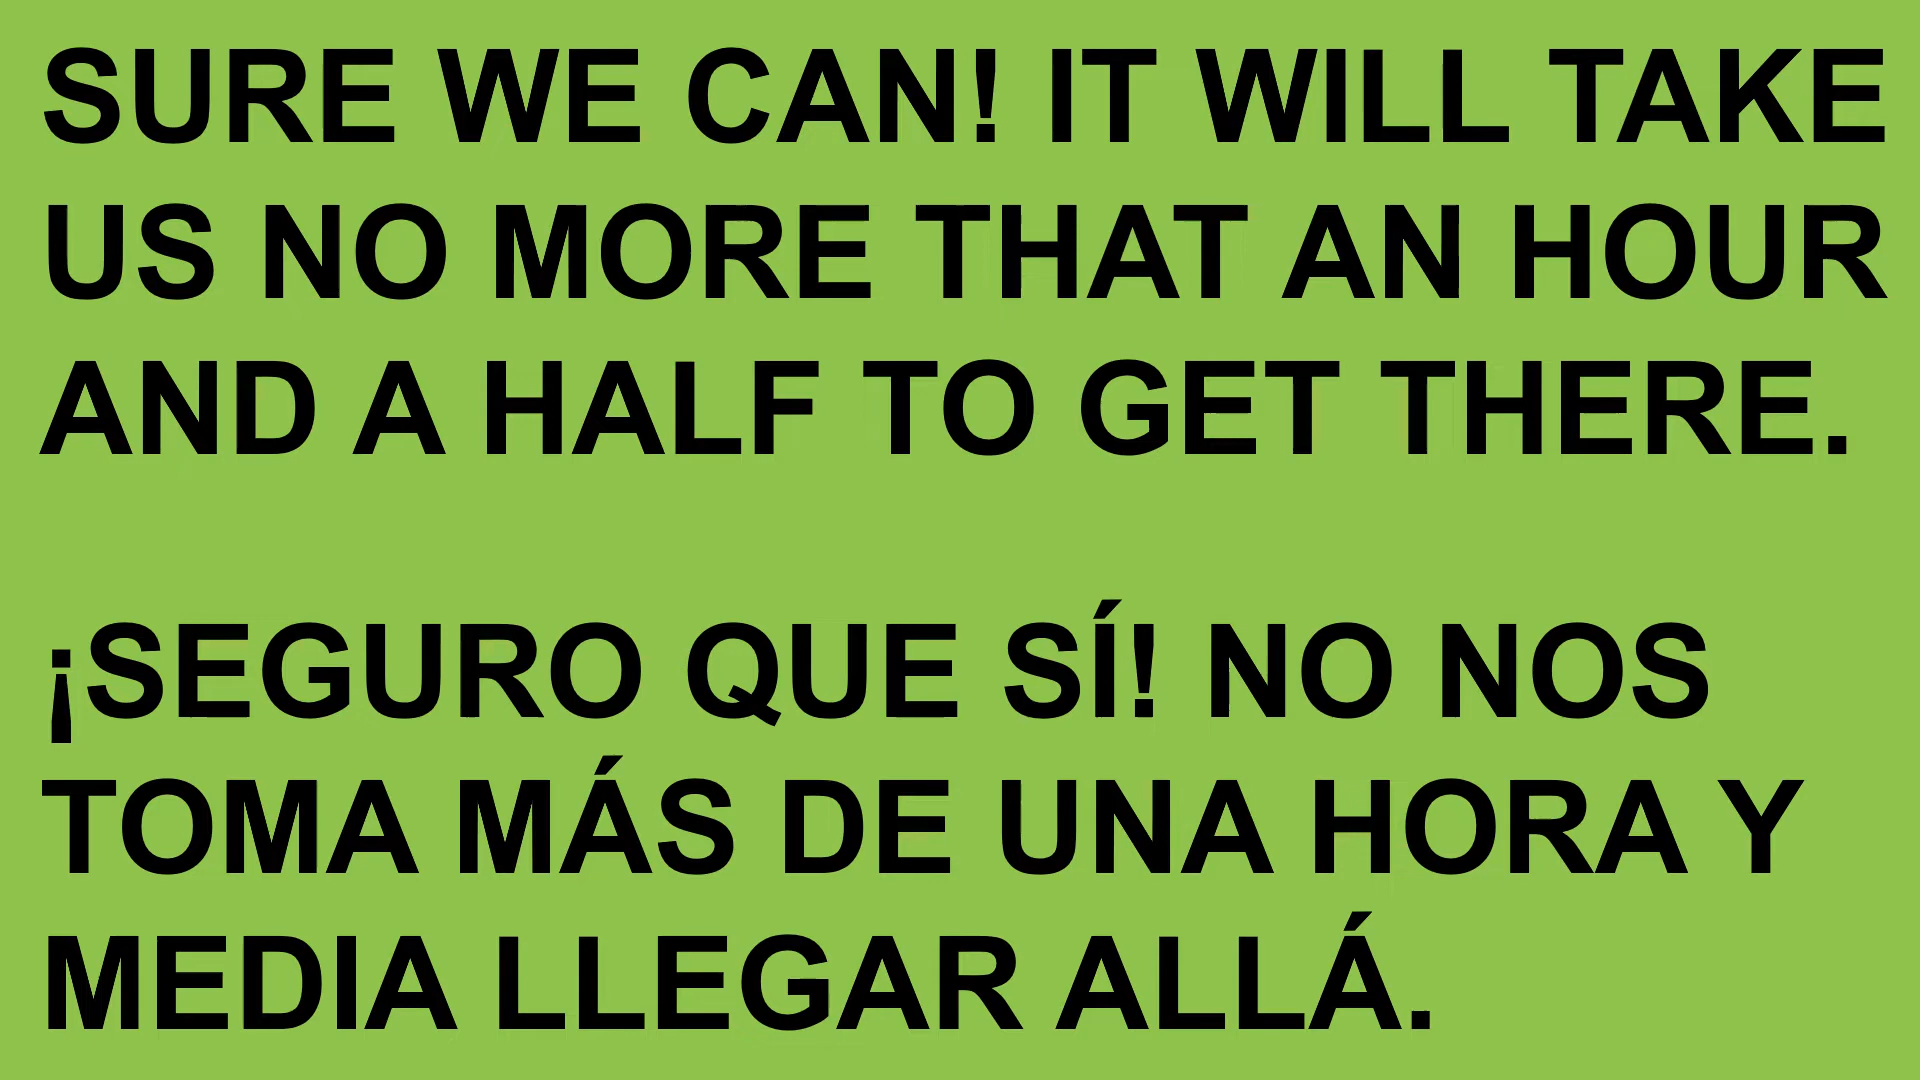 SURE WE CAN! IT WILL TAKE
US NO MORE THAT AN HOUR
AND A HALF TO GET THERE.
¡SEGURO QUE SÍ! NO NOS
TOMA MÁS DE UNA HORA Y
MEDIA LLEGAR ALLÁ.